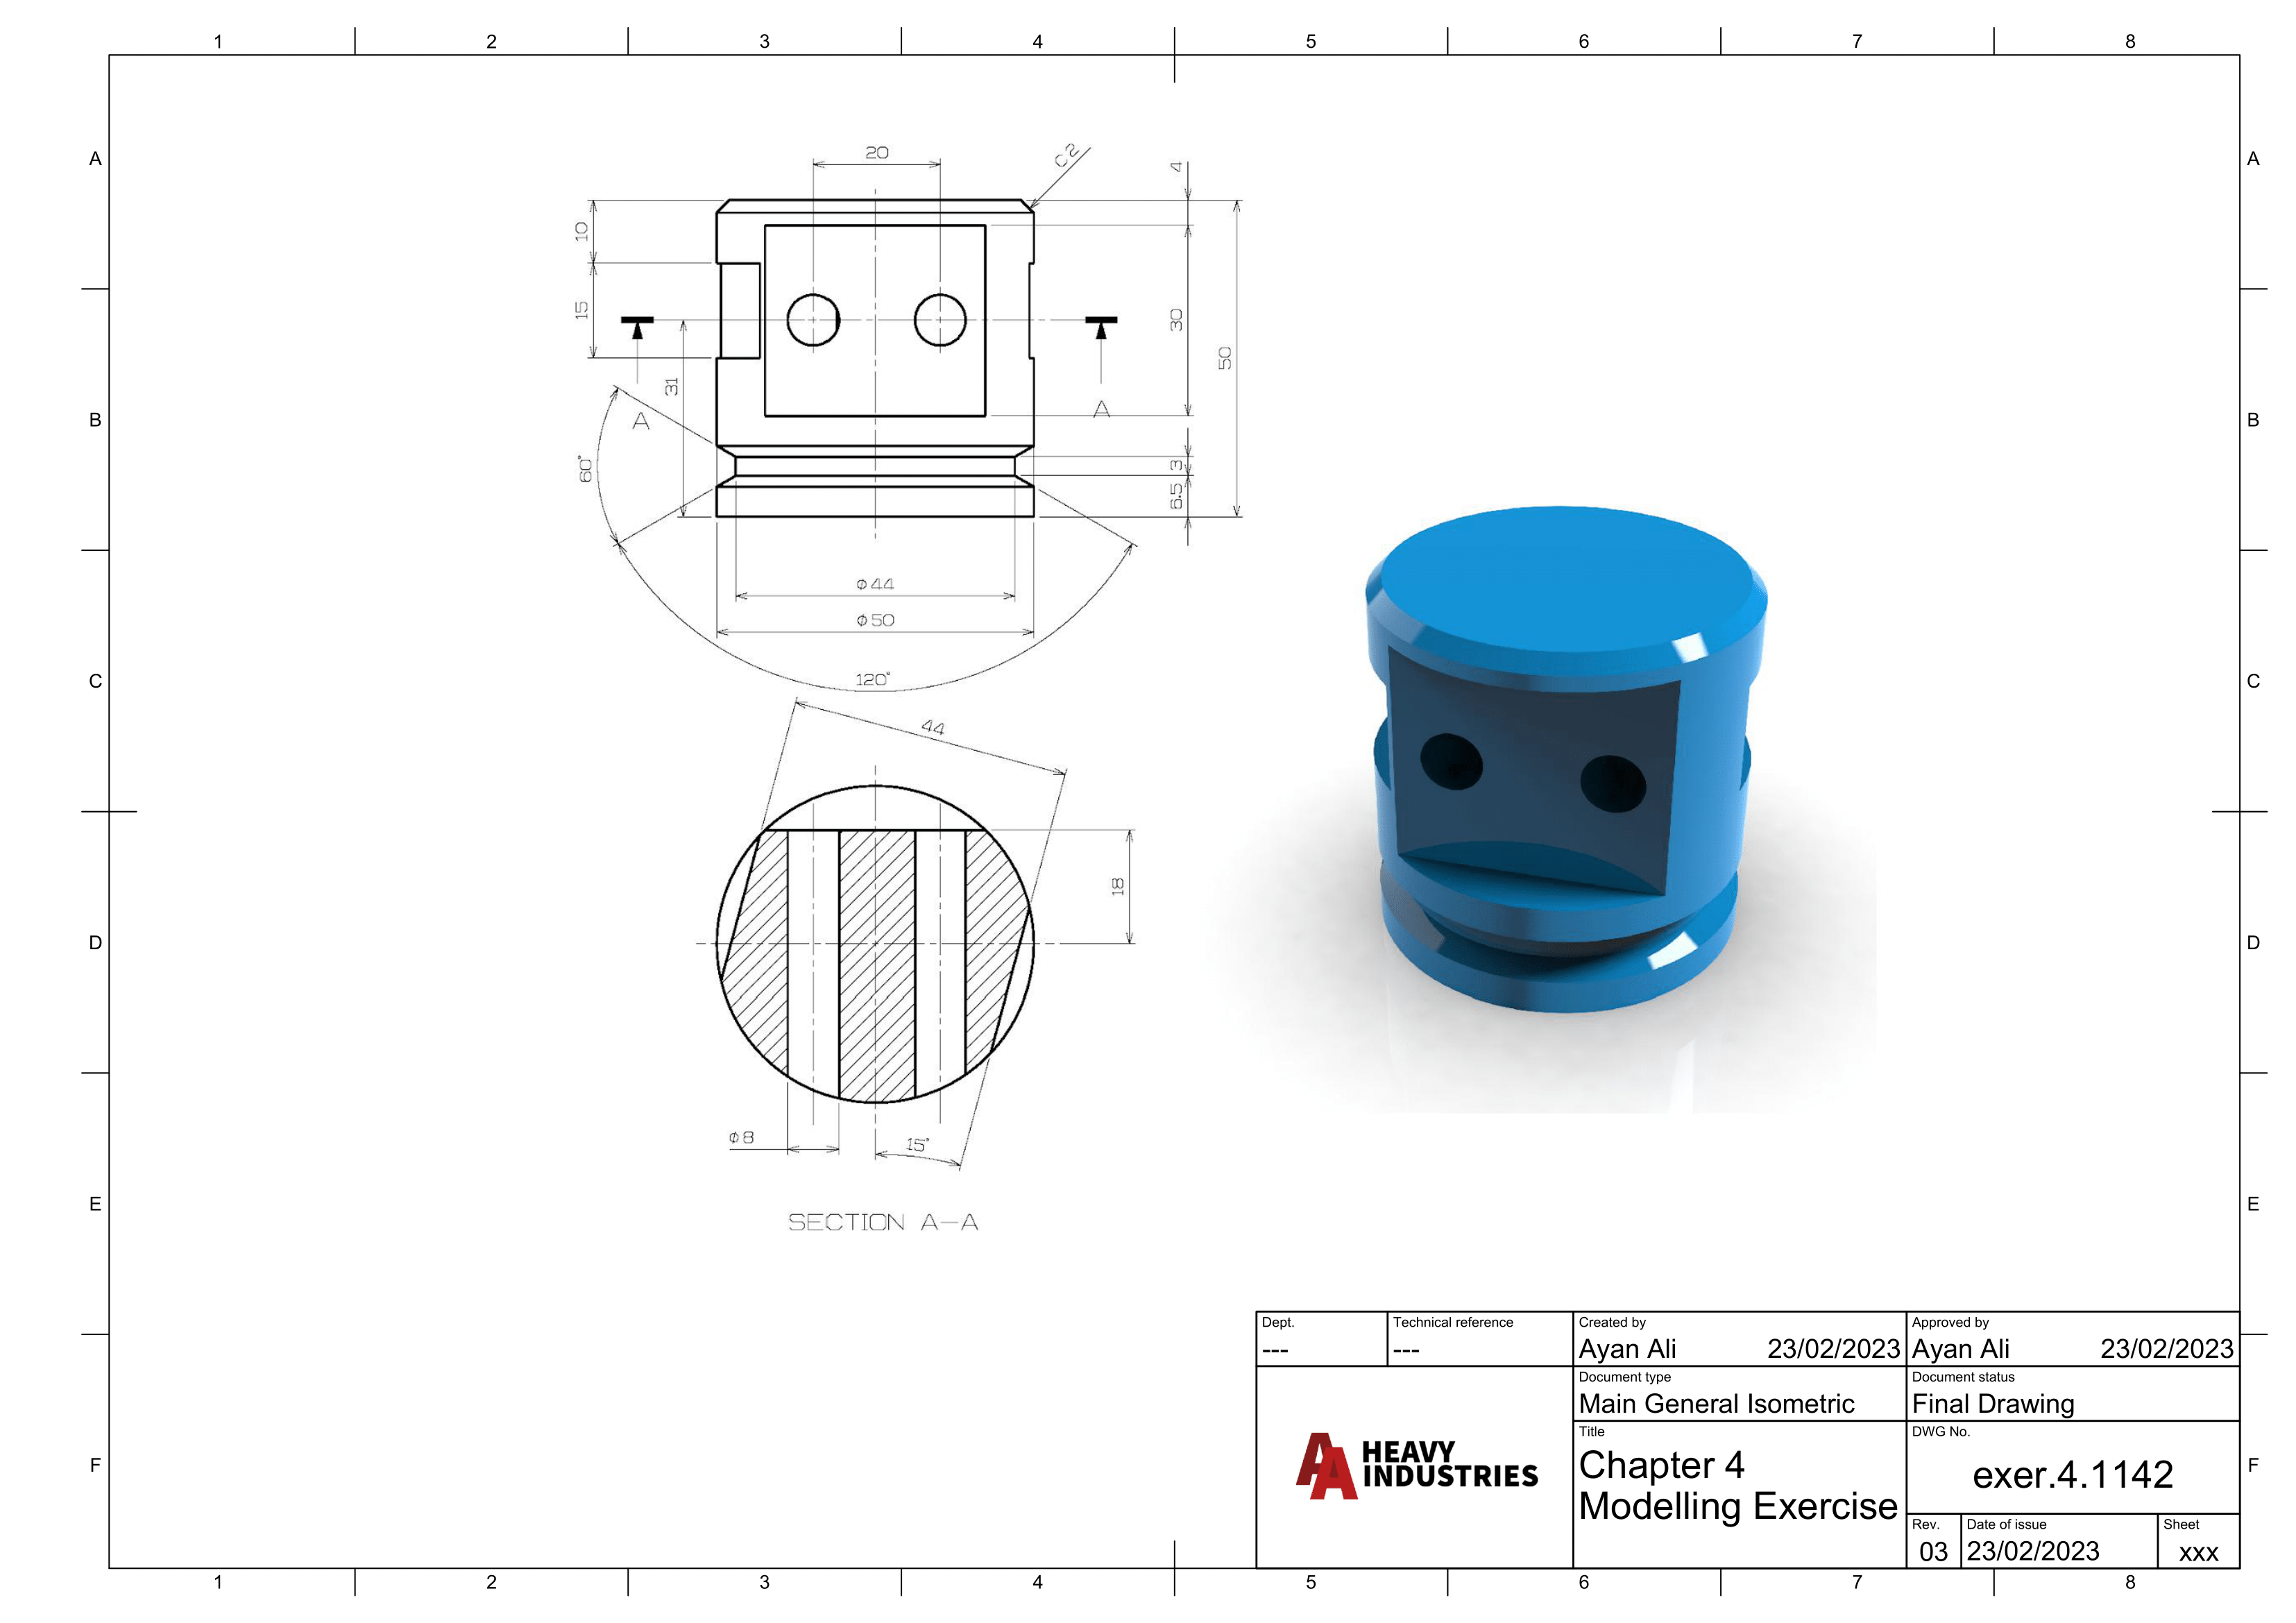 1 2 3 4 5 6 7 8
A A
20
C2
4
10
15
30
50
31
A A
B B
60°
3
6.5
ϕ44
ϕ50
120°
C C
44
18
D D
ϕ8
15°
SECTION A-A
E E
Dept.
---
Technical reference
---
Created by
Ayan Ali 23/02/2023
Approved by
Ayan Ali 23/02/2023
Document type
Main General Isometric
Document status
Final Drawing
HEAVY
INDUSTRIES
Title
Chapter 4
Modelling Exercise
DWG No.
exer.4.1142
Rev.
03
Date of issue
23/02/2023
Sheet
xxx
F F
1 2 3 4 5 6 7 8